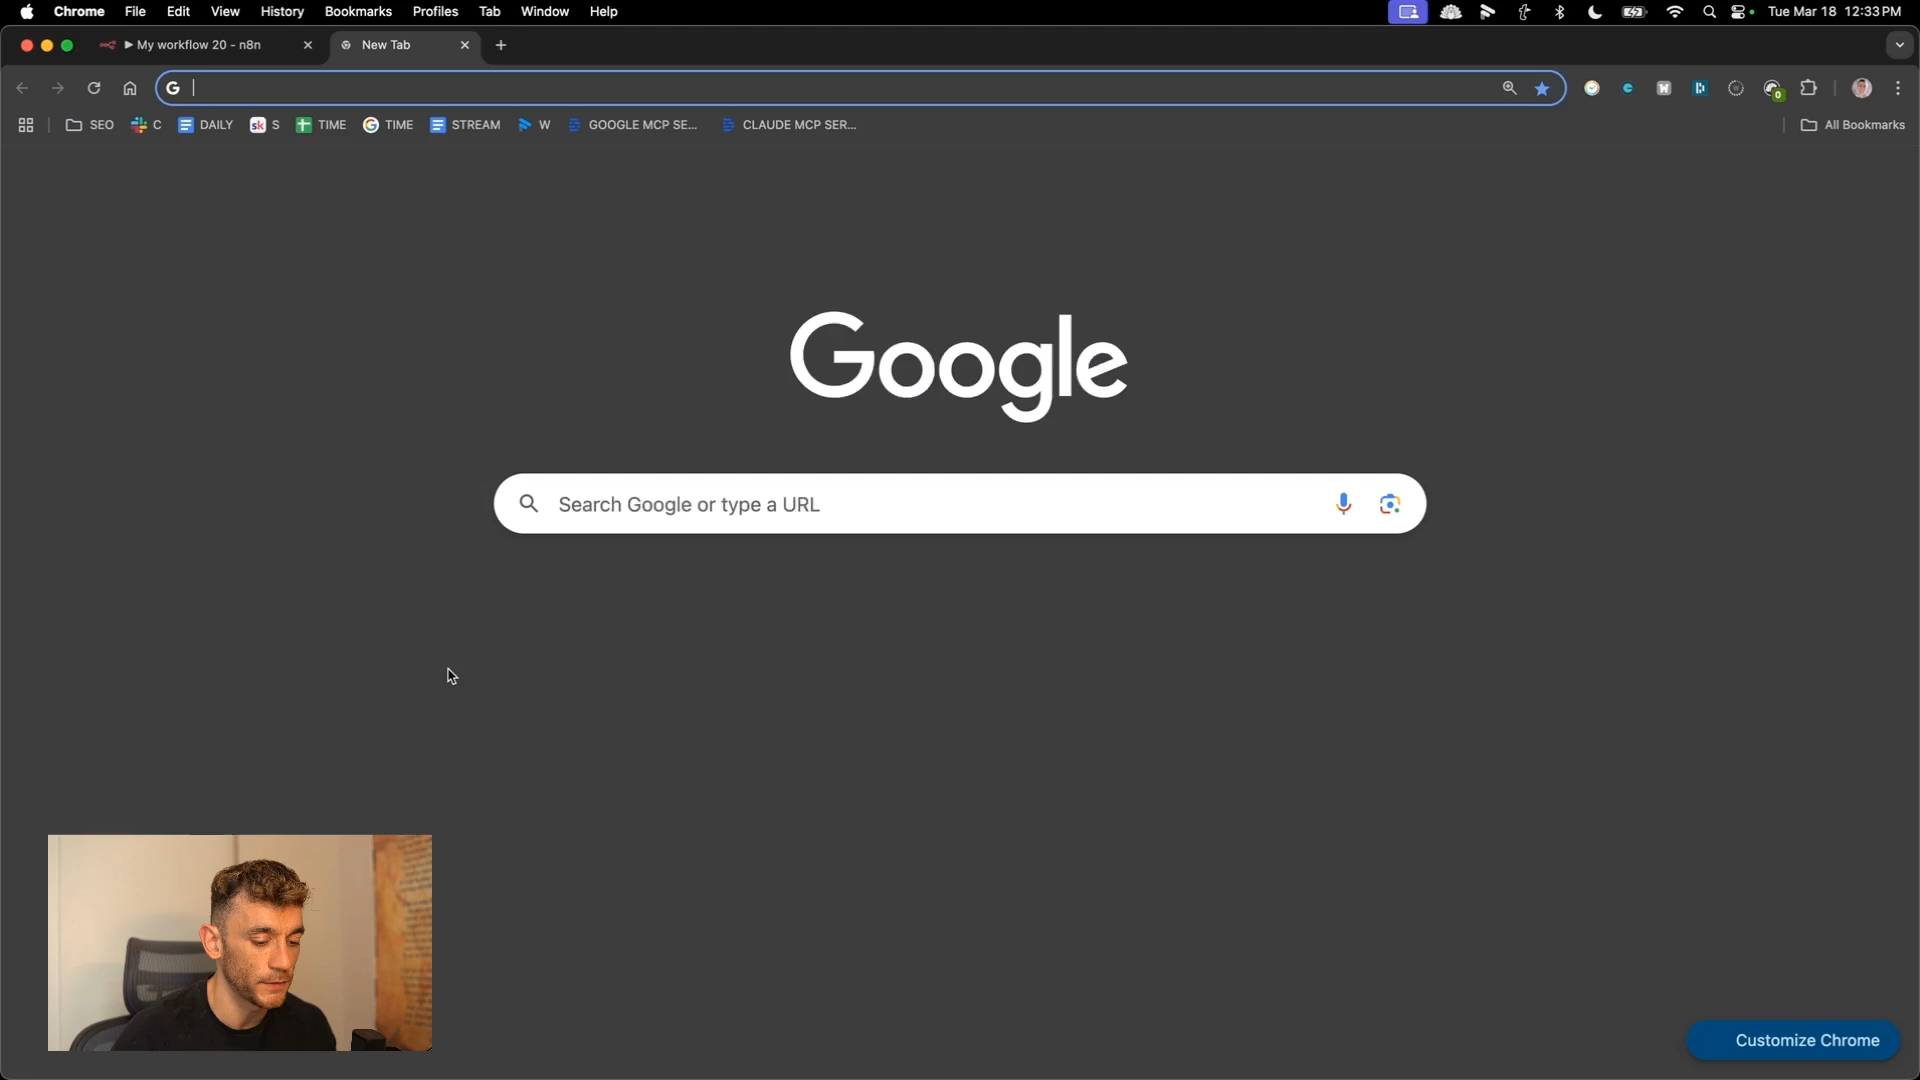 Chrome File Edit View History Bookmarks Profiles Tab Window Help Tue Mar 18 12:33 PM
My workflow 20 - n8n New Tab
SEO C DAILY sk S TIME TIME STREAM W GOOGLE MCP SE... CLAUDE MCP SER... All Bookmarks
Google
Search Google or type a URL
Customize Chrome